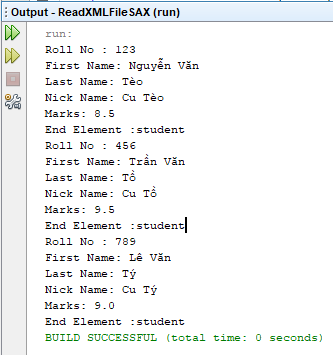 Output - ReadXMLFileSAX (run)
run:
Roll No : 123
First Name: Nguyễn Văn
Last Name: Tèo
Nick Name: Cu Tèo
Marks: 8.5
End Element :student
Roll No : 456
First Name: Trần Văn
Last Name: Tồ
Nick Name: Cu Tồ
Marks: 9.5
End Element :student
Roll No : 789
First Name: Lê Văn
Last Name: Tý
Nick Name: Cu Tý
Marks: 9.0
End Element :student
BUILD SUCCESSFUL (total time: 0 seconds)